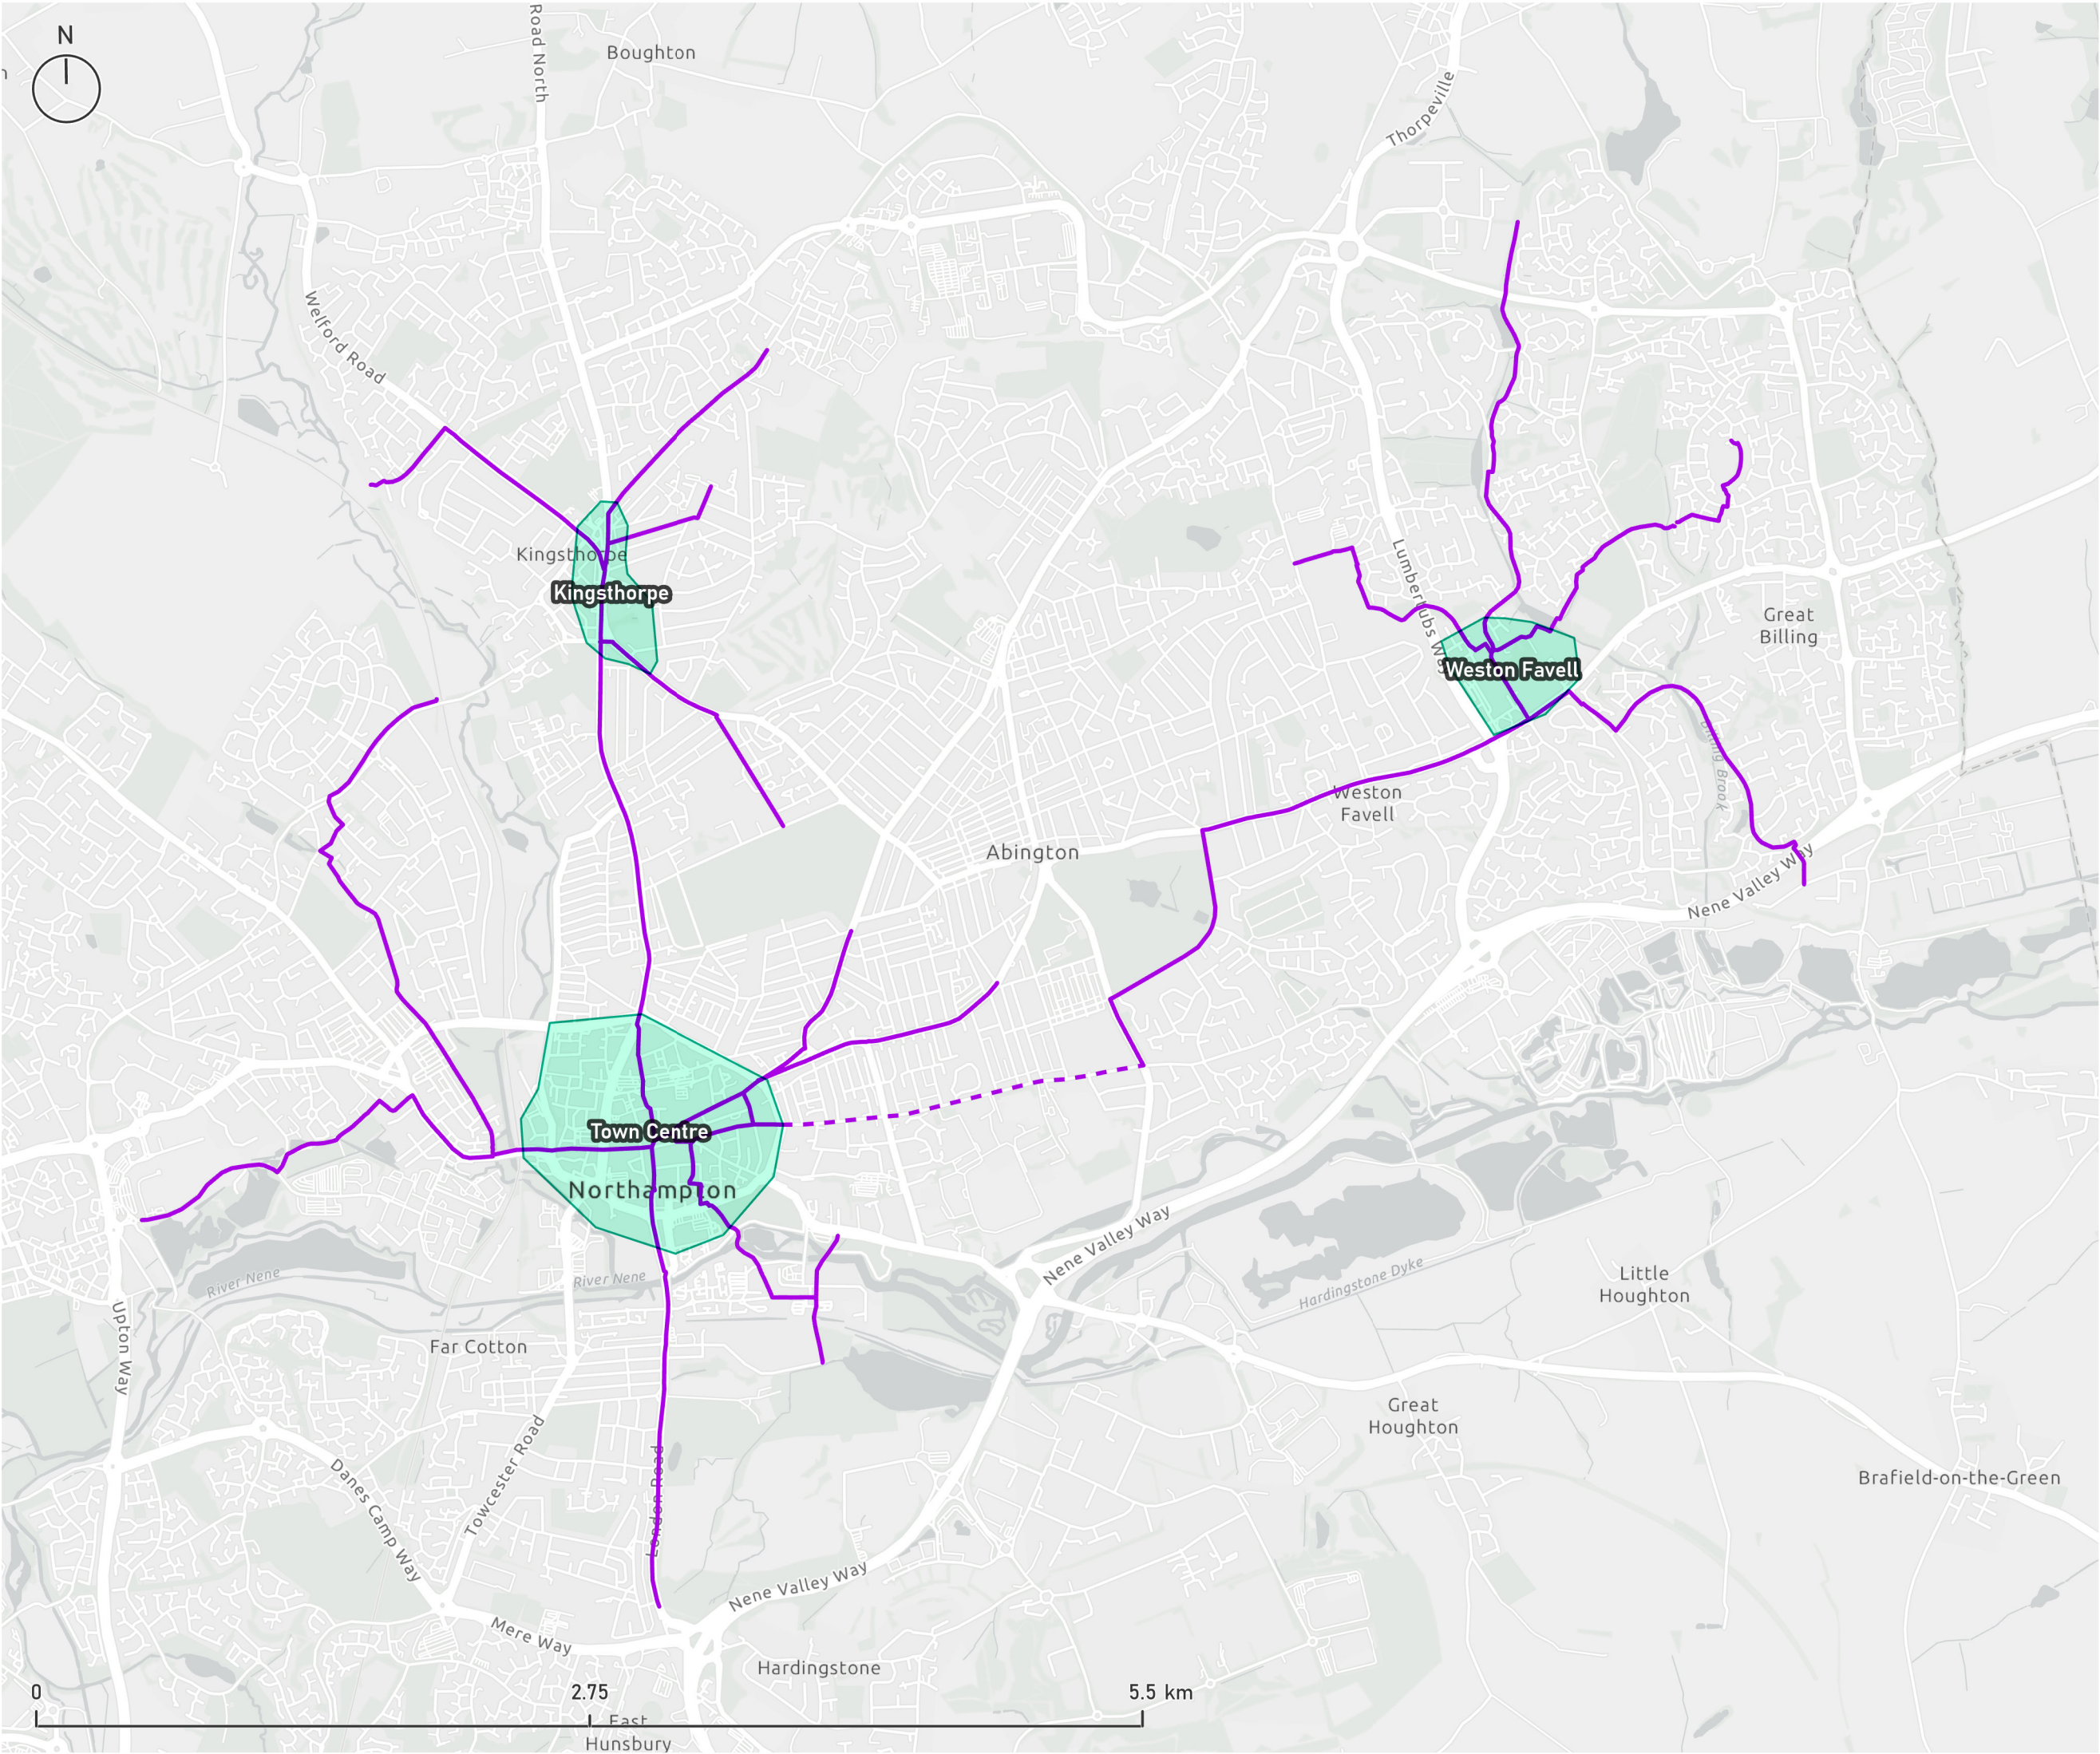 N
Road North
Boughton
Thorpeville
Welford Road
Kingsthorpe
Kingsthorpe
Lumbertubs Way
Great
Billing
Weston Favell
Billing Brook
Weston
Favell
Abington
Nene Valley Way
Town Centre
Northampton
River Nene
River Nene
Nene Valley Way
Hardingstone Dyke
Little
Houghton
Upton Way
Far Cotton
Great
Houghton
Towcester Road
London Road
Danes Camp Way
Brafield-on-the-Green
Nene Valley Way
Mere Way
Hardingstone
0
2.75
5.5 km
East
Hunsbury